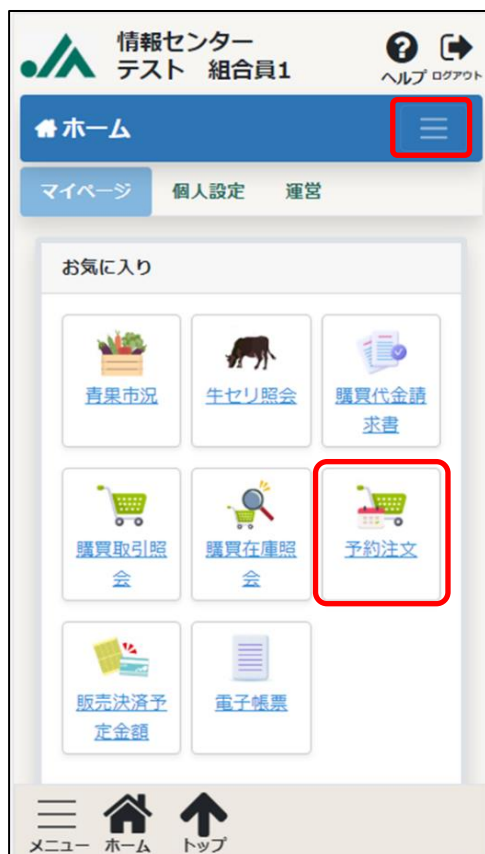 情報センター
テスト 組合員1
ヘルプ ログアウト
ホーム
マイページ 個人設定 運営
お気に入り
青果市況 牛セリ照会 購買代金請
求書
購買取引照 購買在庫照 予約注文
会 会
販売決済予 電子帳票
定金額
メニュー ホーム トップ